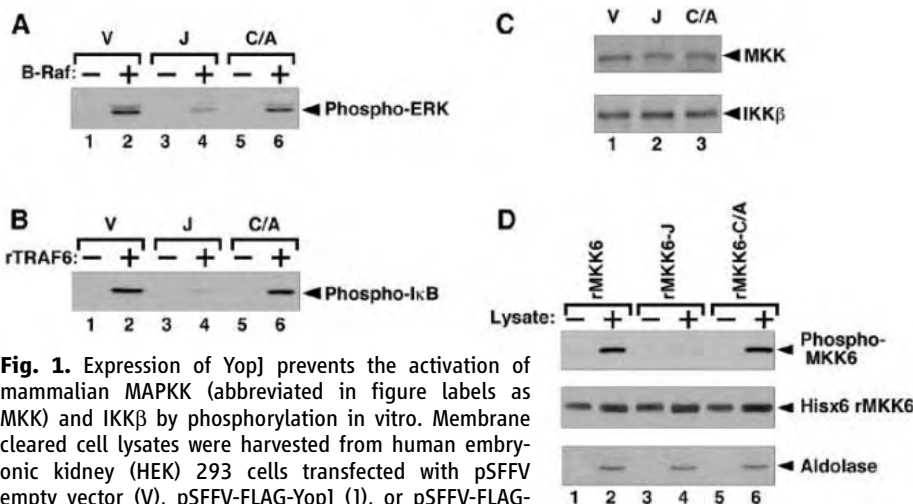 A
V J C/A
B-Raf: – + – + – +
◄ Phospho-ERK
1 2 3 4 5 6
B
V J C/A
rTRAF6: – + – + – +
◄ Phospho-IκB
1 2 3 4 5 6
Fig. 1. Expression of YopJ prevents the activation of
mammalian MAPKK (abbreviated in figure labels as
MKK) and IKKβ by phosphorylation in vitro. Membrane
cleared cell lysates were harvested from human embry-
onic kidney (HEK) 293 cells transfected with pSFFV
empty vector (V), pSFFV-FLAG-YopJ (J), or pSFFV-FLAG-
C
V J C/A
◄ MKK
◄ IKKβ
1 2 3
D
rMKK6 rMKK6-J rMKK6-C/A
Lysate: – + – + – +
◄ Phospho-
MKK6
◄ Hisx6 rMKK6
◄ Aldolase
1 2 3 4 5 6